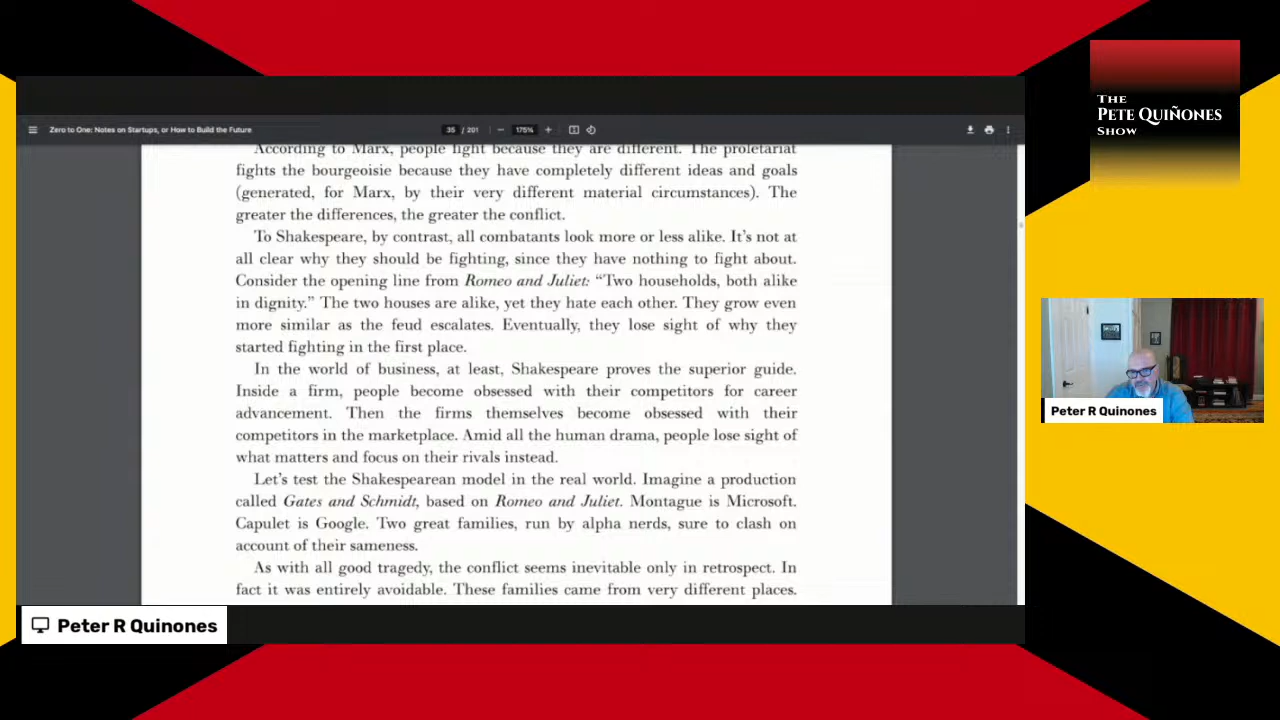 THE
PETE QUIÑONES
SHOW
Zero to One: Notes on Startups, or How to Build the Future
35 / 201
175%
According to Marx, people fight because they are different. The proletariat
fights the bourgeoisie because they have completely different ideas and goals
(generated, for Marx, by their very different material circumstances). The
greater the differences, the greater the conflict.
To Shakespeare, by contrast, all combatants look more or less alike. It's not at
all clear why they should be fighting, since they have nothing to fight about.
Consider the opening line from Romeo and Juliet: “Two households, both alike
in dignity.” The two houses are alike, yet they hate each other. They grow even
more similar as the feud escalates. Eventually, they lose sight of why they
started fighting in the first place.
In the world of business, at least, Shakespeare proves the superior guide.
Inside a firm, people become obsessed with their competitors for career
advancement. Then the firms themselves become obsessed with their
competitors in the marketplace. Amid all the human drama, people lose sight of
what matters and focus on their rivals instead.
Let's test the Shakespearean model in the real world. Imagine a production
called Gates and Schmidt, based on Romeo and Juliet. Montague is Microsoft.
Capulet is Google. Two great families, run by alpha nerds, sure to clash on
account of their sameness.
As with all good tragedy, the conflict seems inevitable only in retrospect. In
fact it was entirely avoidable. These families came from very different places.
Peter R Quinones
Peter R Quinones